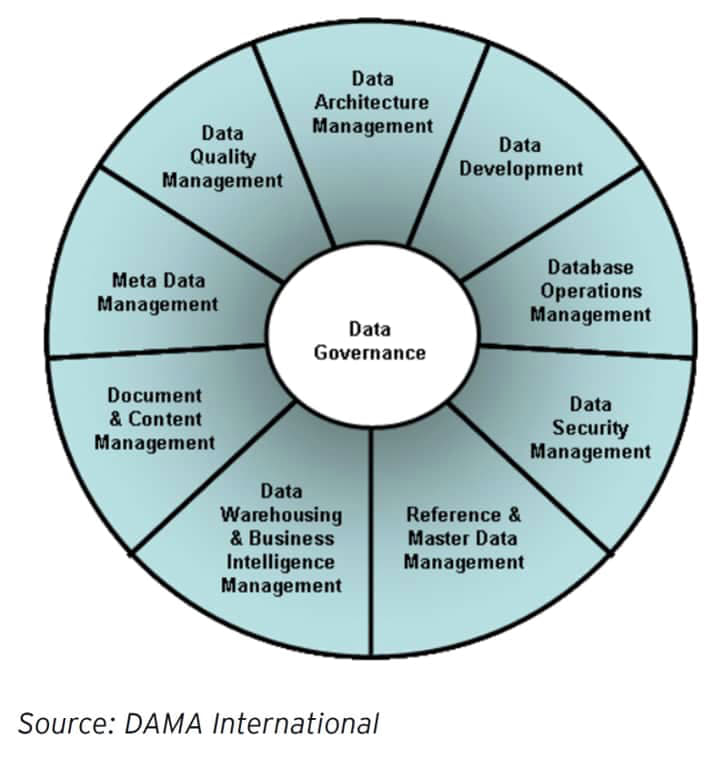 Data
Architecture
Management
Data
Development
Database
Operations
Management
Data
Security
Management
Reference &
Master Data
Management
Data
Warehousing
& Business
Intelligence
Management
Document
& Content
Management
Meta Data
Management
Data
Quality
Management
Data
Governance
Source: DAMA International